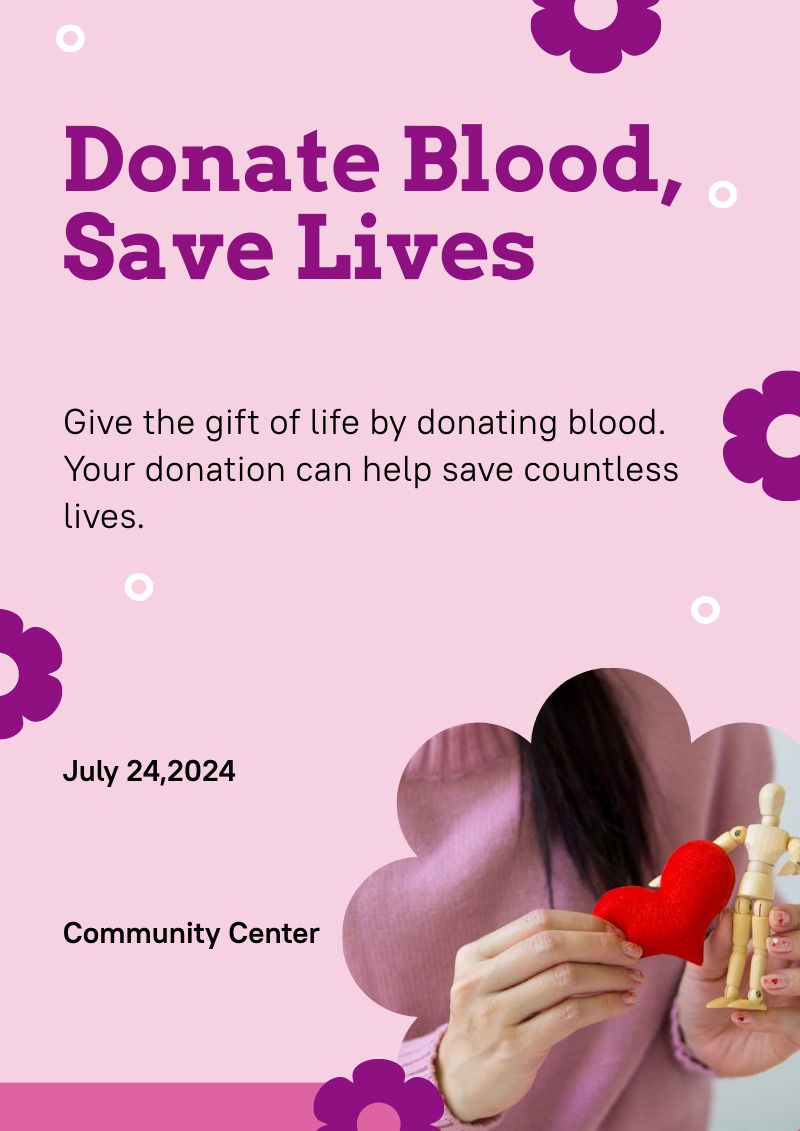 Donate Blood,
Save Lives
Give the gift of life by donating blood.
Your donation can help save countless
lives.
July 24,2024
Community Center